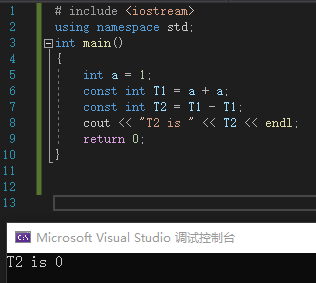 1 # include <iostream>
2 using namespace std;
3 int main()
4 {
5 int a = 1;
6 const int T1 = a + a;
7 const int T2 = T1 - T1;
8 cout << "T2 is " << T2 << endl;
9 return 0;
10 }
11
12
13
Microsoft Visual Studio 调试控制台
T2 is 0